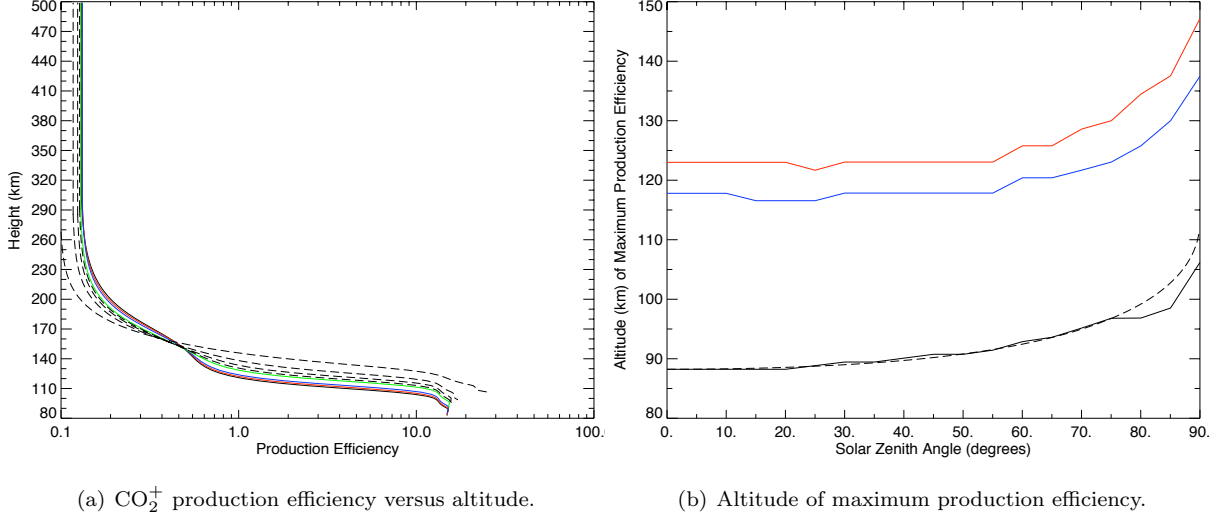 500
470
440
410
380
350
320
290
260
230
200
170
140
110
80
Height (km)
0.1 1.0 10.0 100.
Production Efficiency
(a) CO₂⁺ production efficiency versus altitude.
150
140
130
120
110
100
90
80
Altitude (km) of Maximum Production Efficiency
0. 10. 20. 30. 40. 50. 60. 70. 80. 90.
Solar Zenith Angle (degrees)
(b) Altitude of maximum production efficiency.